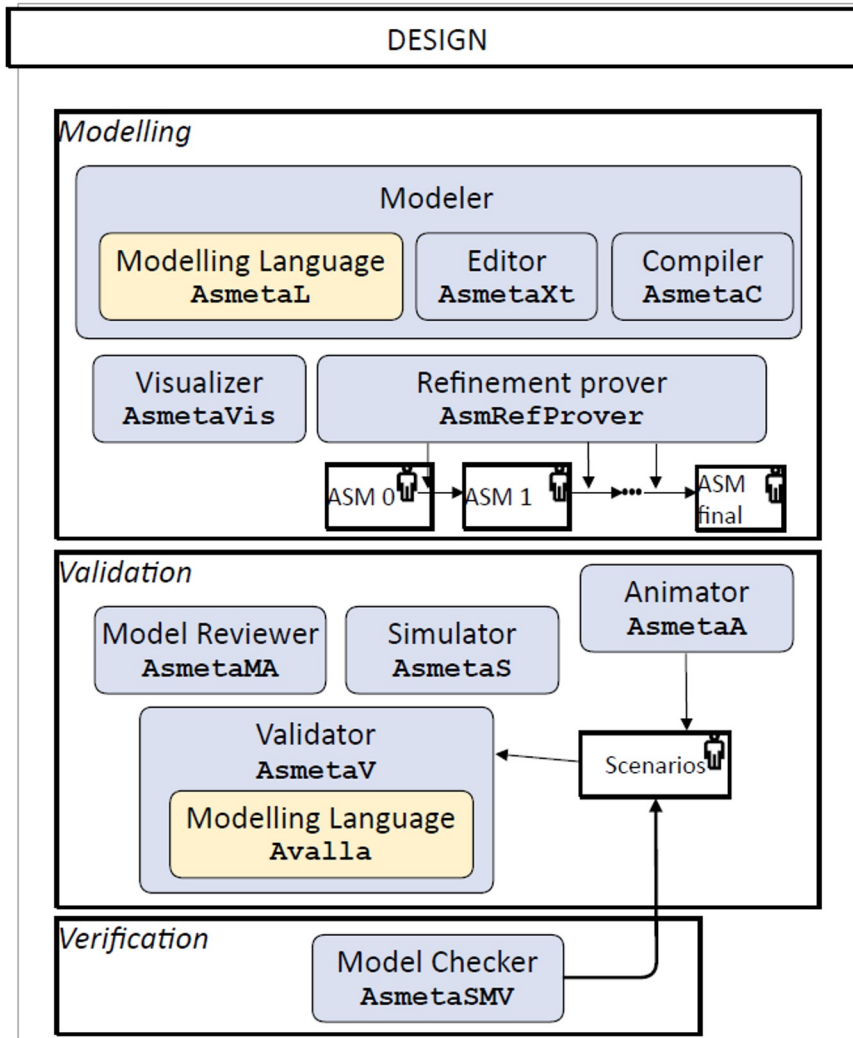 DESIGN
Modelling
Modeler
Modelling Language
AsmetaL
Editor
AsmetaXt
Compiler
AsmetaC
Visualizer
AsmetaVis
Refinement prover
AsmRefProver
ASM 0
ASM 1
•••
ASM
final
Validation
Animator
AsmetaA
Model Reviewer
AsmetaMA
Simulator
AsmetaS
Validator
AsmetaV
Modelling Language
Avalla
Scenarios
Verification
Model Checker
AsmetaSMV